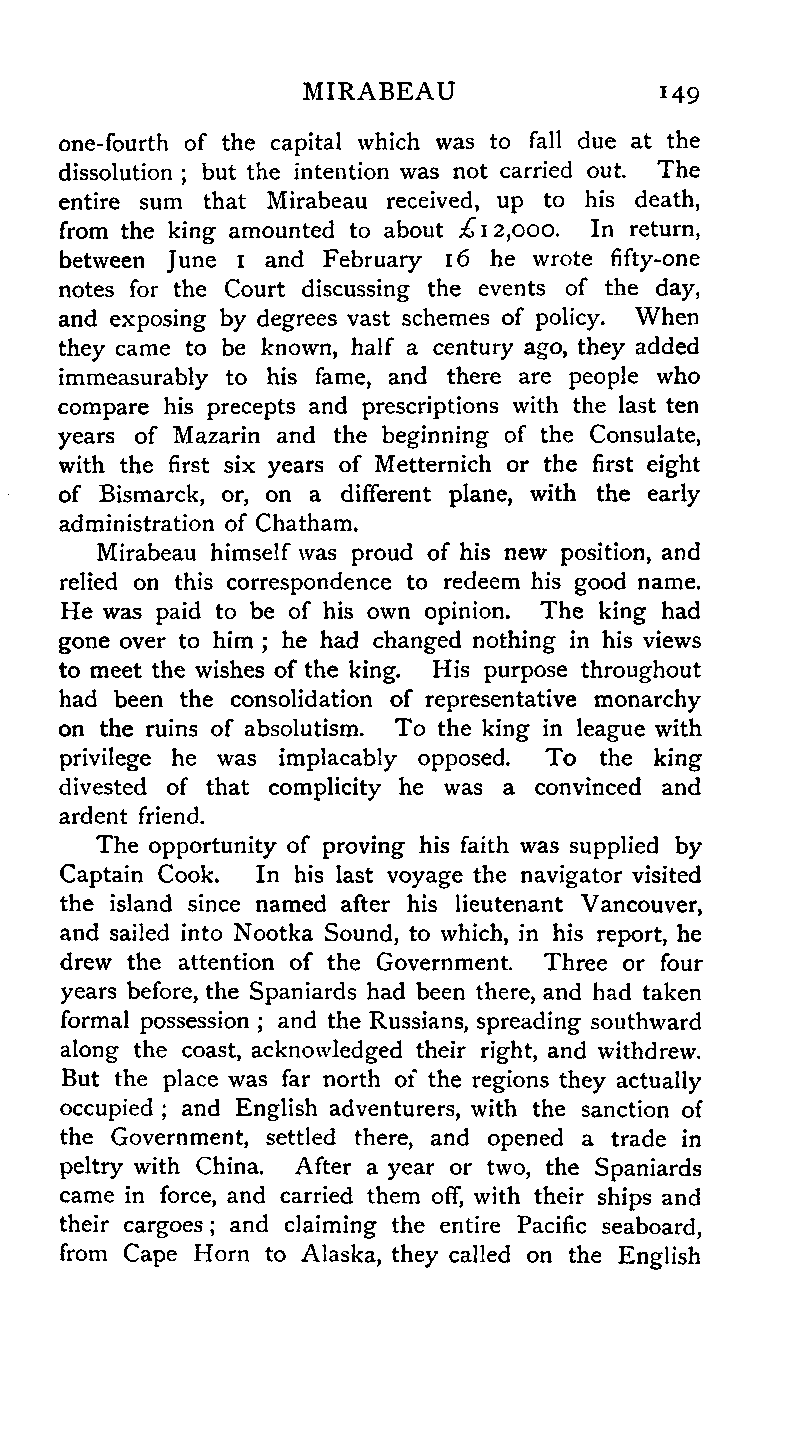 MIRABEAU 149
one-fourth of the capital which was to fall due at the
dissolution ; but the intention was not carried out. The
entire sum that Mirabeau received, up to his death,
from the king amounted to about £12,000. In return,
between June 1 and February 16 he wrote fifty-one
notes for the Court discussing the events of the day,
and exposing by degrees vast schemes of policy. When
they came to be known, half a century ago, they added
immeasurably to his fame, and there are people who
compare his precepts and prescriptions with the last ten
years of Mazarin and the beginning of the Consulate,
with the first six years of Metternich or the first eight
of Bismarck, or, on a different plane, with the early
administration of Chatham.
Mirabeau himself was proud of his new position, and
relied on this correspondence to redeem his good name.
He was paid to be of his own opinion. The king had
gone over to him ; he had changed nothing in his views
to meet the wishes of the king. His purpose throughout
had been the consolidation of representative monarchy
on the ruins of absolutism. To the king in league with
privilege he was implacably opposed. To the king
divested of that complicity he was a convinced and
ardent friend.
The opportunity of proving his faith was supplied by
Captain Cook. In his last voyage the navigator visited
the island since named after his lieutenant Vancouver,
and sailed into Nootka Sound, to which, in his report, he
drew the attention of the Government. Three or four
years before, the Spaniards had been there, and had taken
formal possession ; and the Russians, spreading southward
along the coast, acknowledged their right, and withdrew.
But the place was far north of the regions they actually
occupied ; and English adventurers, with the sanction of
the Government, settled there, and opened a trade in
peltry with China. After a year or two, the Spaniards
came in force, and carried them off, with their ships and
their cargoes ; and claiming the entire Pacific seaboard,
from Cape Horn to Alaska, they called on the English